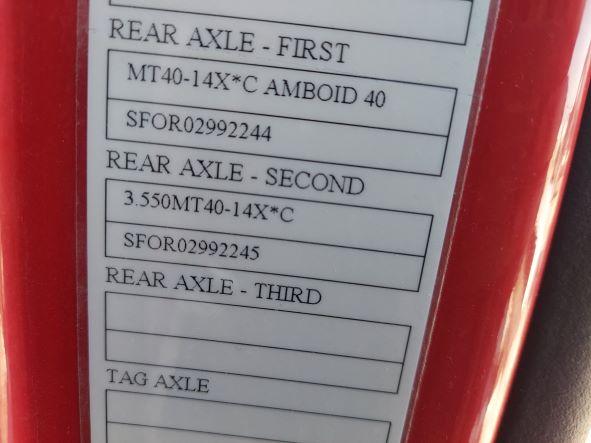 REAR AXLE - FIRST
MT40-14X*C AMBOID 40
SFOR02992244
REAR AXLE - SECOND
3.550MT40-14X*C
SFOR02992245
REAR AXLE - THIRD
TAG AXLE